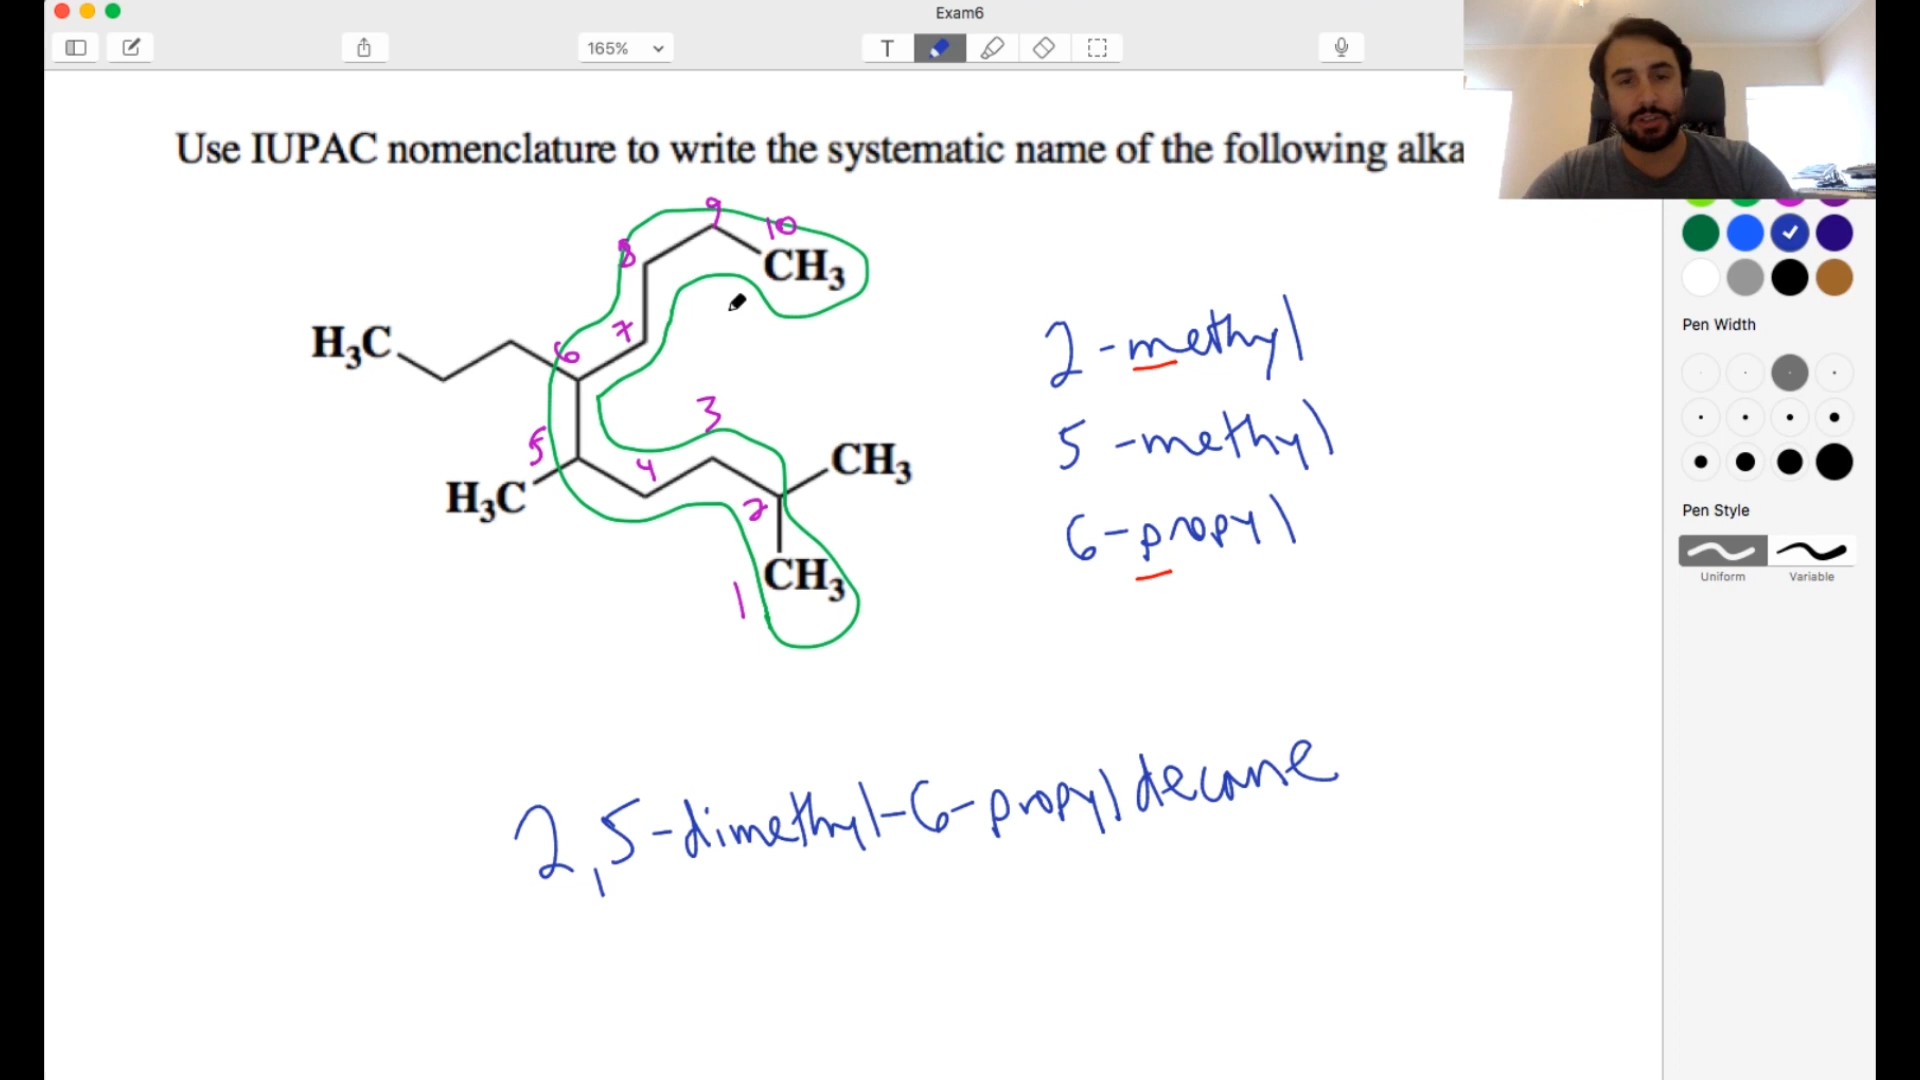 Exam6
165%
T
Use IUPAC nomenclature to write the systematic name of the following alka
9
10
8
CH₃
H₃C
7
6
3
5
4
CH₃
H₃C
2
CH₃
1
2-methyl
5-methyl
6-propyl
2,5-dimethyl-6-propyldecane
Pen Width
Pen Style
Uniform
Variable